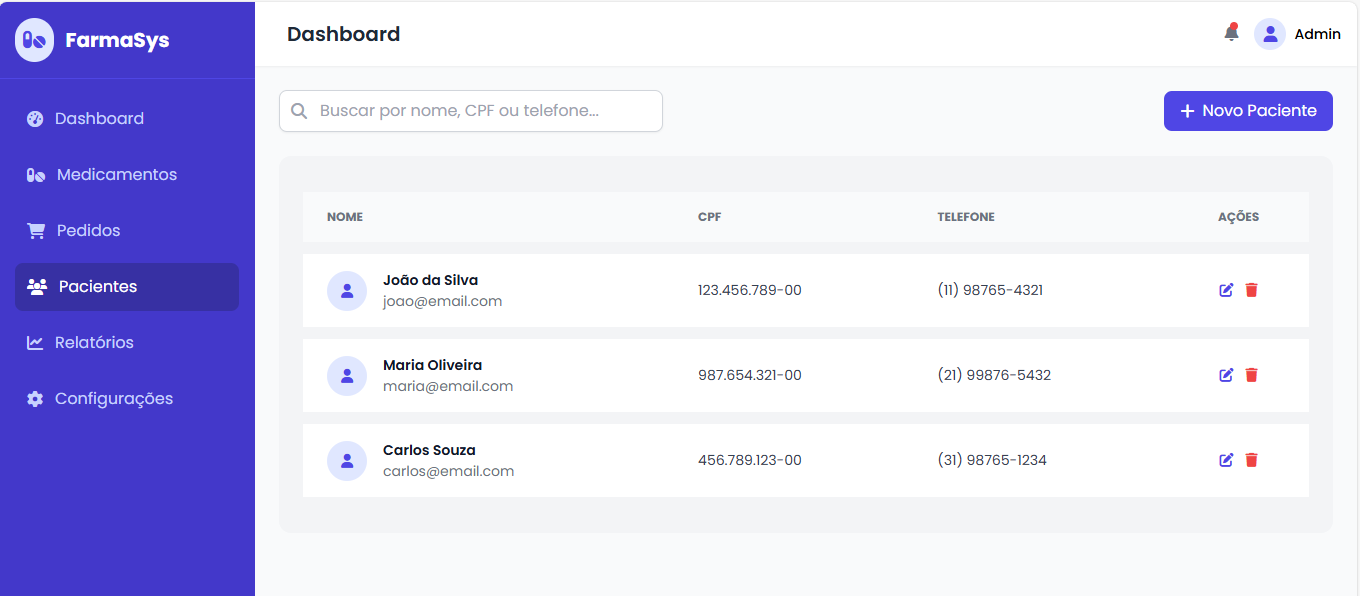 FarmaSys
Dashboard
Medicamentos
Pedidos
Pacientes
Relatórios
Configurações
Dashboard
Admin
Buscar por nome, CPF ou telefone...
Novo Paciente
NOME CPF TELEFONE AÇÕES
João da Silva
joao@email.com
123.456.789-00 (11) 98765-4321
Maria Oliveira
maria@email.com
987.654.321-00 (21) 99876-5432
Carlos Souza
carlos@email.com
456.789.123-00 (31) 98765-1234